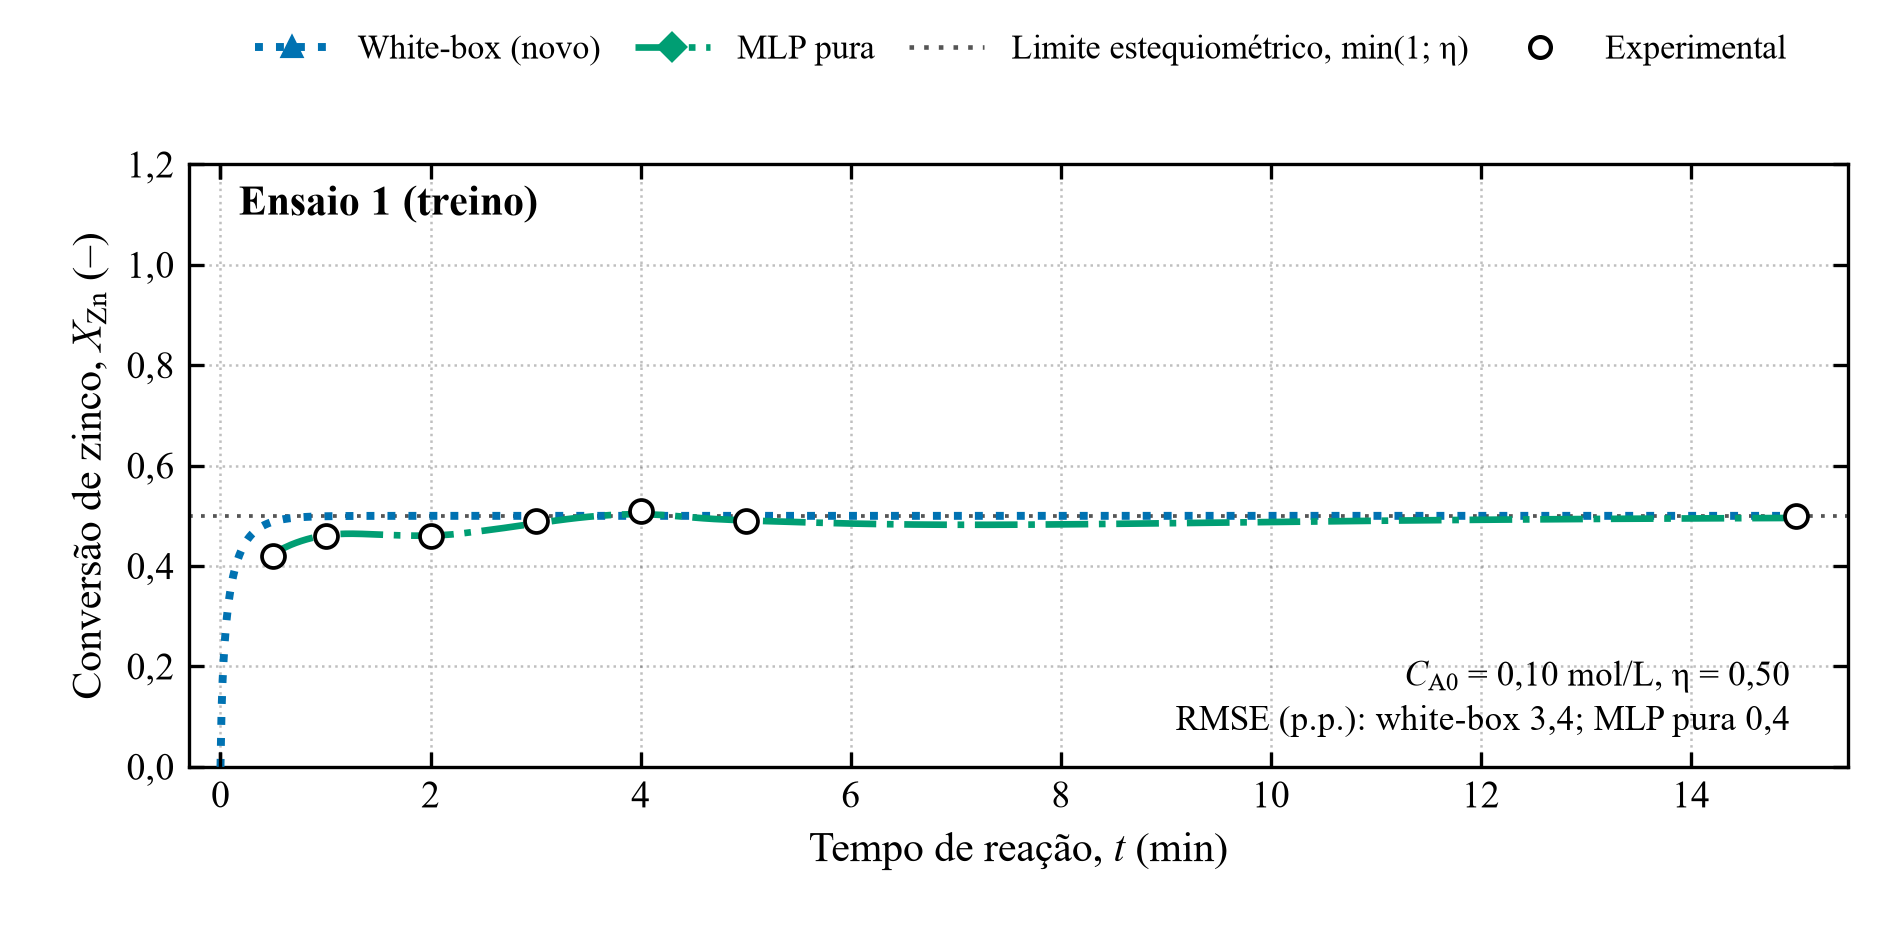 White-box (novo) MLP pura Limite estequiométrico, min(1; η) Experimental
Ensaio 1 (treino)
Conversão de zinco, XZn (–)
1,2
1,0
0,8
0,6
0,4
0,2
0,0
CA0 = 0,10 mol/L, η = 0,50
RMSE (p.p.): white-box 3,4; MLP pura 0,4
0 2 4 6 8 10 12 14
Tempo de reação, t (min)